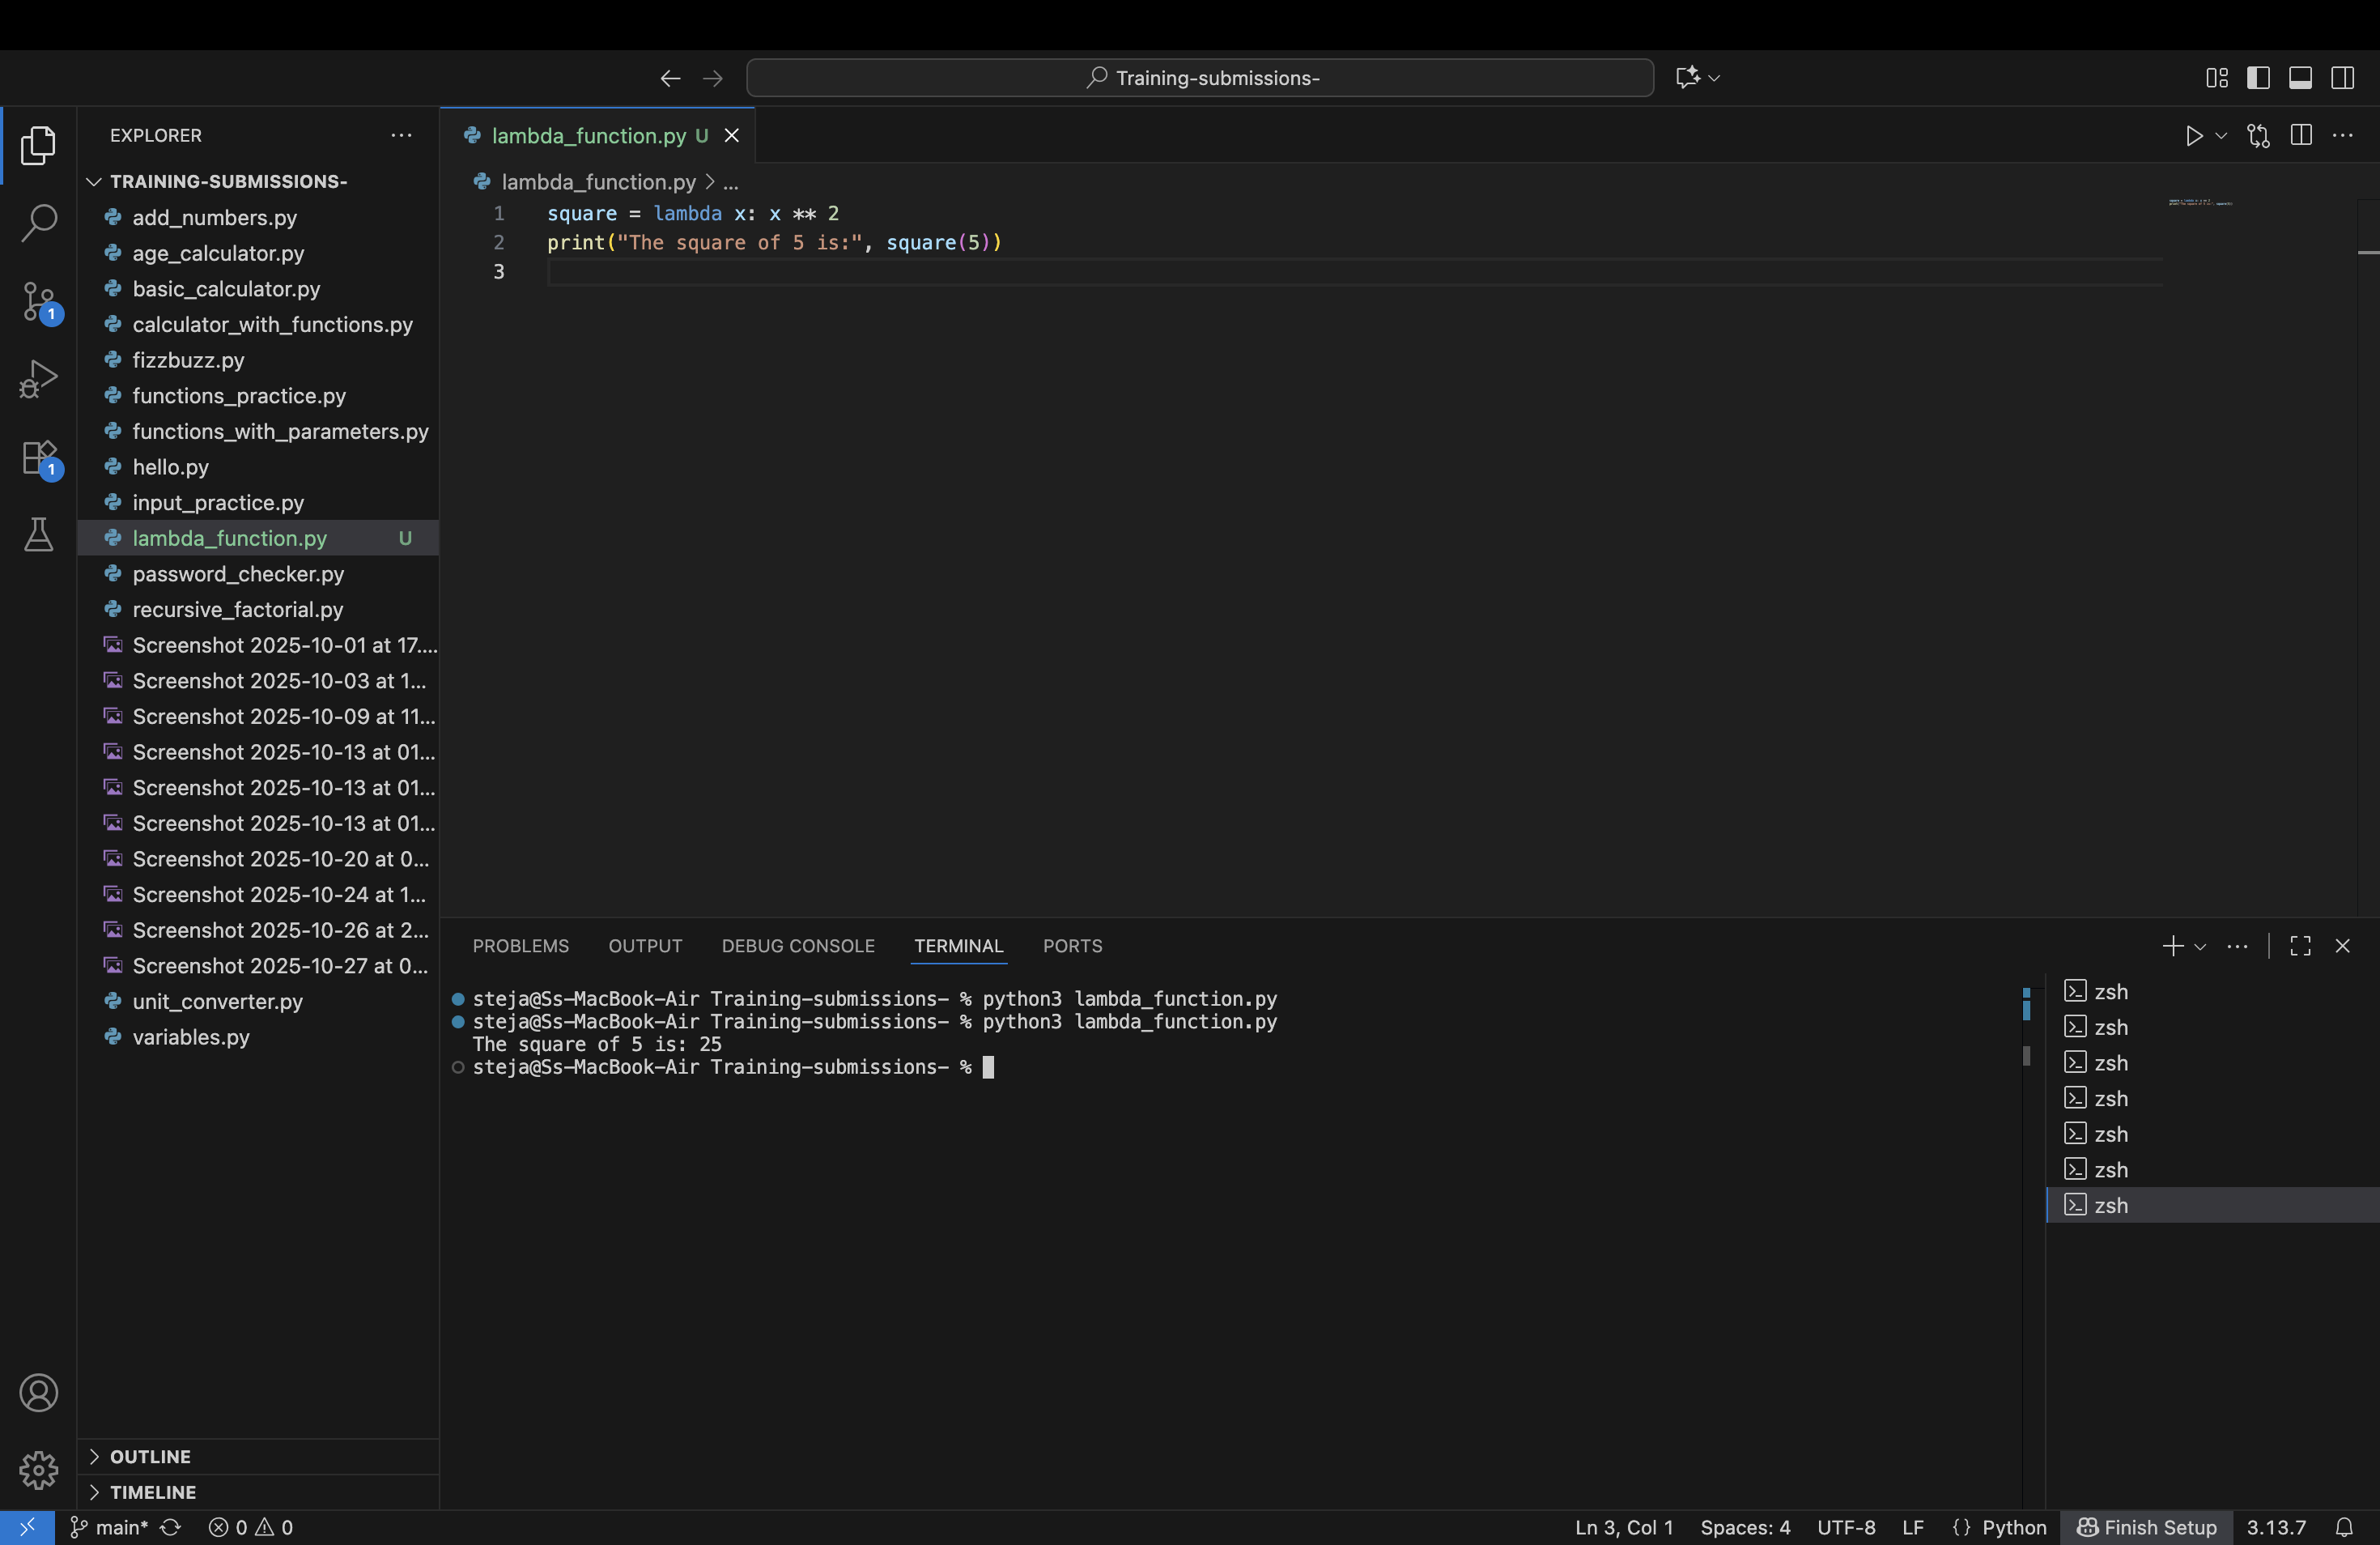 Training-submissions-
EXPLORER
TRAINING-SUBMISSIONS-
add_numbers.py
age_calculator.py
basic_calculator.py
calculator_with_functions.py
fizzbuzz.py
functions_practice.py
functions_with_parameters.py
hello.py
input_practice.py
lambda_function.py U
password_checker.py
recursive_factorial.py
Screenshot 2025-10-01 at 17....
Screenshot 2025-10-03 at 1...
Screenshot 2025-10-09 at 11...
Screenshot 2025-10-13 at 01...
Screenshot 2025-10-13 at 01...
Screenshot 2025-10-13 at 01...
Screenshot 2025-10-20 at 0...
Screenshot 2025-10-24 at 1...
Screenshot 2025-10-26 at 2...
Screenshot 2025-10-27 at 0...
unit_converter.py
variables.py
OUTLINE
TIMELINE
1
1
lambda_function.py U
lambda_function.py > ...
1 square = lambda x: x ** 2
2 print("The square of 5 is:", square(5))
3
PROBLEMS OUTPUT DEBUG CONSOLE TERMINAL PORTS
steja@Ss-MacBook-Air Training-submissions- % python3 lambda_function.py
steja@Ss-MacBook-Air Training-submissions- % python3 lambda_function.py
The square of 5 is: 25
steja@Ss-MacBook-Air Training-submissions- %
zsh
zsh
zsh
zsh
zsh
zsh
zsh
main* 0 0 Ln 3, Col 1 Spaces: 4 UTF-8 LF {} Python Finish Setup 3.13.7